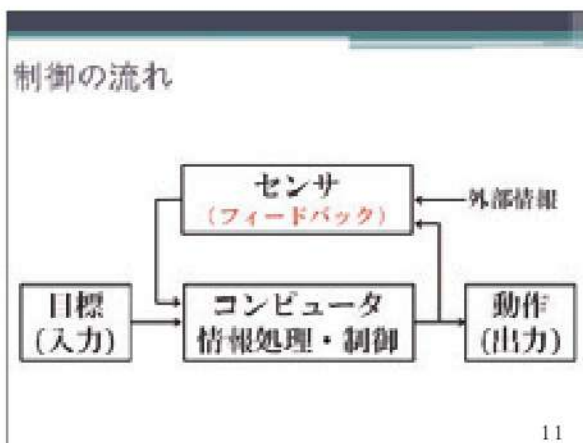 制御の流れ
センサ
(フィードバック)
外部情報
目標
(入力)
コンピュータ
情報処理・制御
動作
(出力)
11